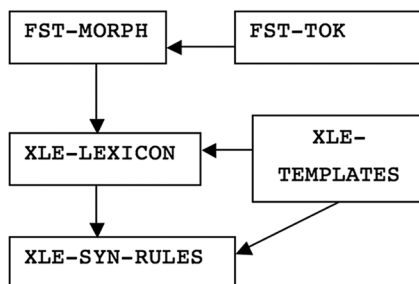 FST-MORPH
FST-TOK
XLE-LEXICON
XLE-
TEMPLATES
XLE-SYN-RULES